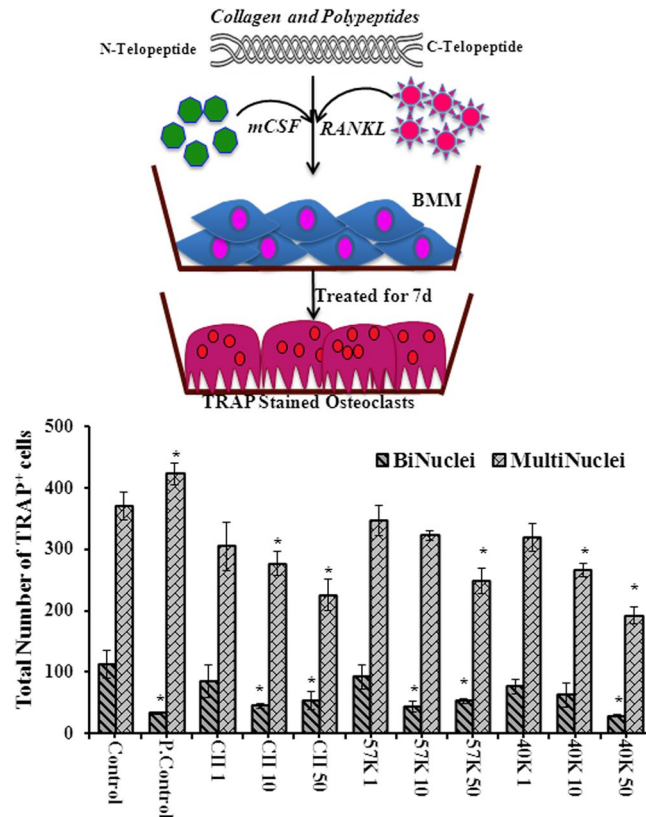 Collagen and Polypeptides
N-Telopeptide
C-Telopeptide
mCSF
RANKL
BMM
Treated for 7d
TRAP Stained Osteoclasts
Total Number of TRAP+ cells
500
400
300
200
100
0
BiNuclei
MultiNuclei
*
*
*
*
*
*
*
*
*
*
*
*
Control
P.Control
CII 1
CII 10
CII 50
57K 1
57K 10
57K 50
40K 1
40K 10
40K 50